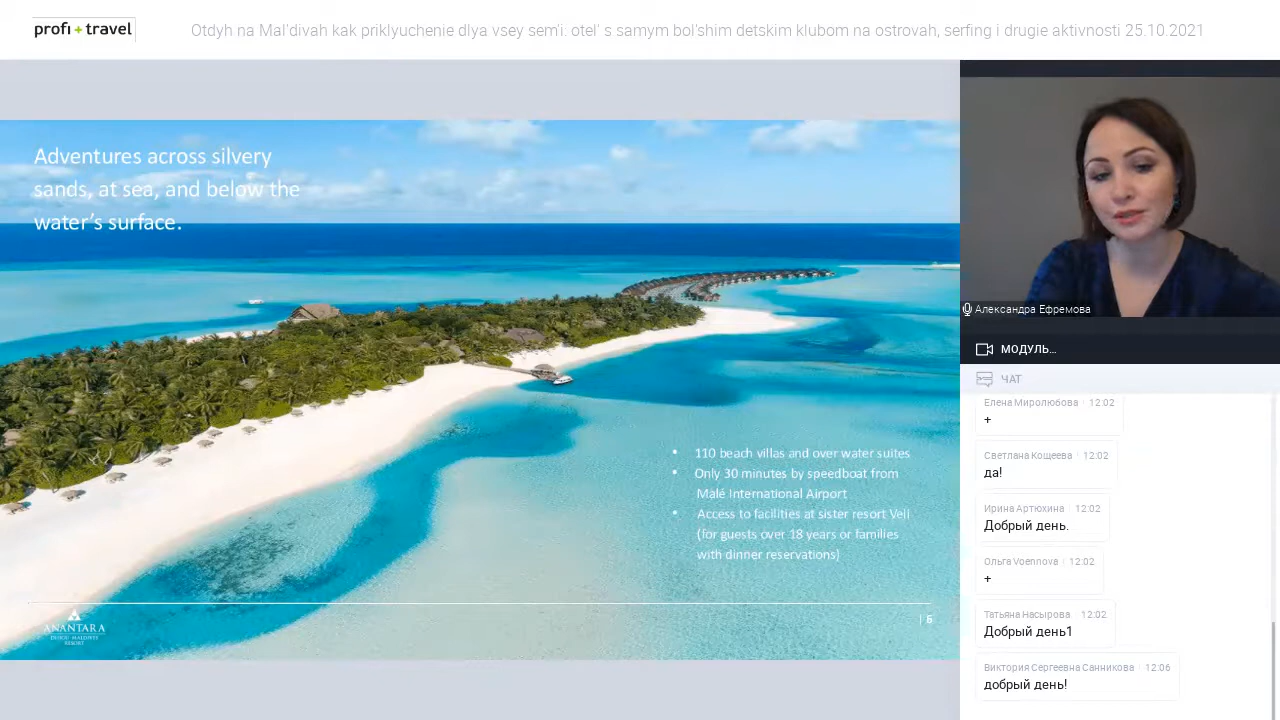 profi + travel
Otdyh na Mal'divah kak priklyuchenie dlya vsey sem'i: otel' s samym bol'shim detskim klubom na ostrovah, serfing i drugie aktivnosti 25.10.2021
Adventures across silvery
sands, at sea, and below the
water's surface.
• 110 beach villas and over water suites
• Only 30 minutes by speedboat from
Malé International Airport
• Access to facilities at sister resort Veli
(for guests over 18 years or families
with dinner reservations)
ANANTARA
DHIGU MALDIVES
RESORT
| 6
Александра Ефремова
МОДУЛЬ...
ЧАТ
Елена Миролюбова 12:02
+
Светлана Кощеева 12:02
да!
Ирина Артюхина 12:02
Добрый день.
Ольга Voennova 12:02
+
Татьяна Насырова 12:02
Добрый день1
Виктория Сергеевна Санникова 12:06
добрый день!